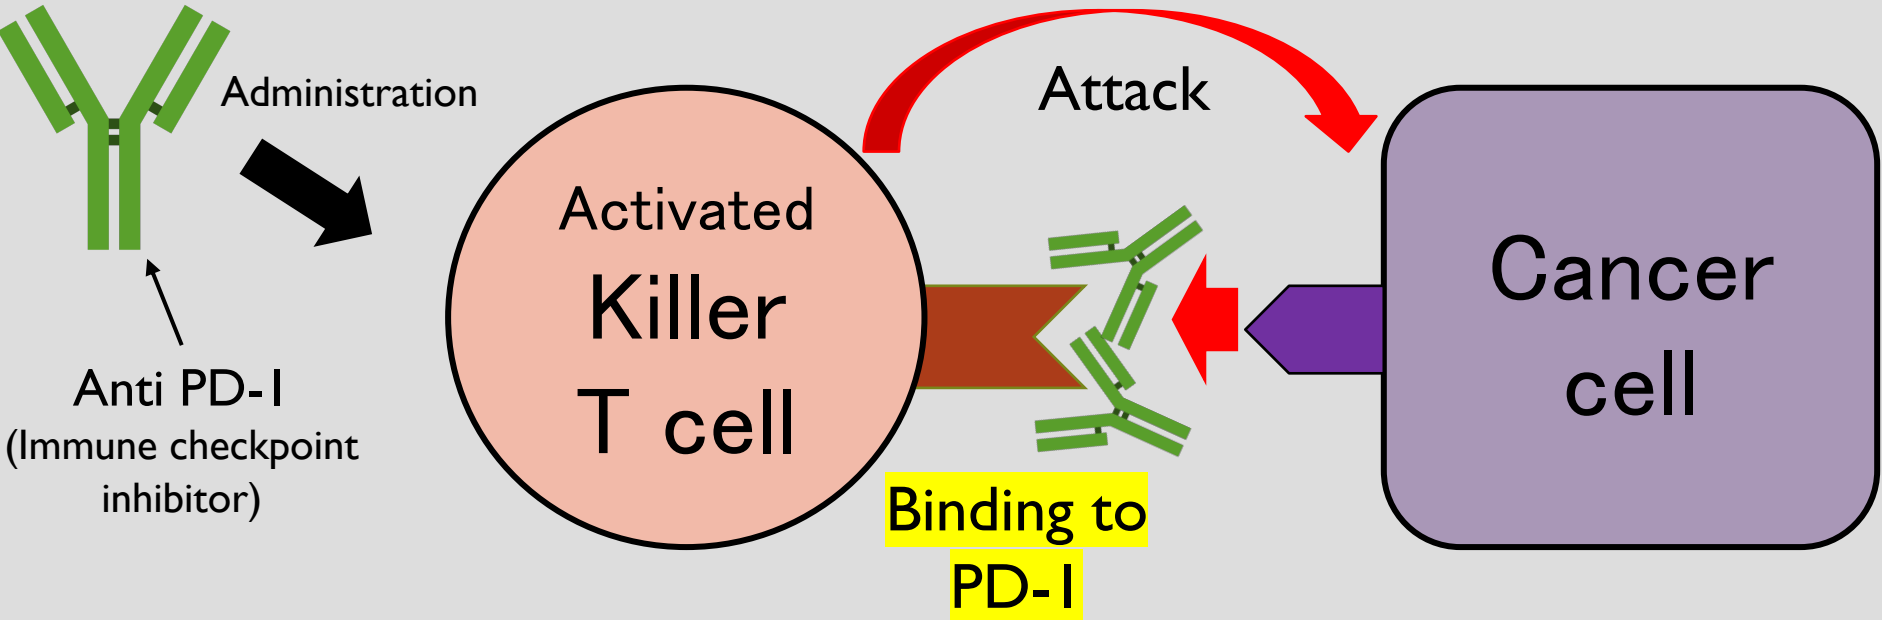 Administration
Anti PD-1
(Immune checkpoint
inhibitor)
Activated
Killer
T cell
Attack
Binding to
PD-1
Cancer
cell